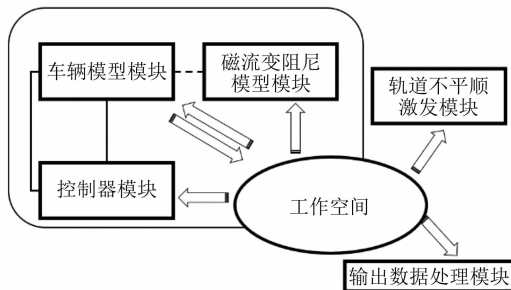 车辆模型模块
磁流变阻尼
模型模块
轨道不平顺
激发模块
控制器模块
工作空间
输出数据处理模块